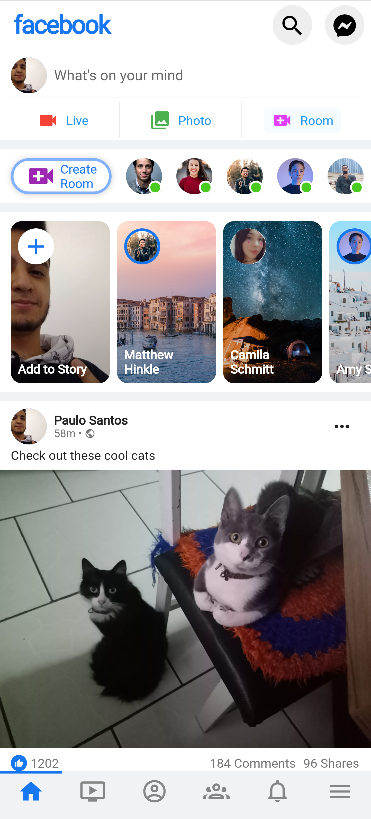 facebook
What's on your mind
Live
Photo
Room
Create
Room
Add to Story
Matthew
Hinkle
Camila
Schmitt
Amy S
Paulo Santos
58m •
Check out these cool cats
1202
184 Comments 96 Shares